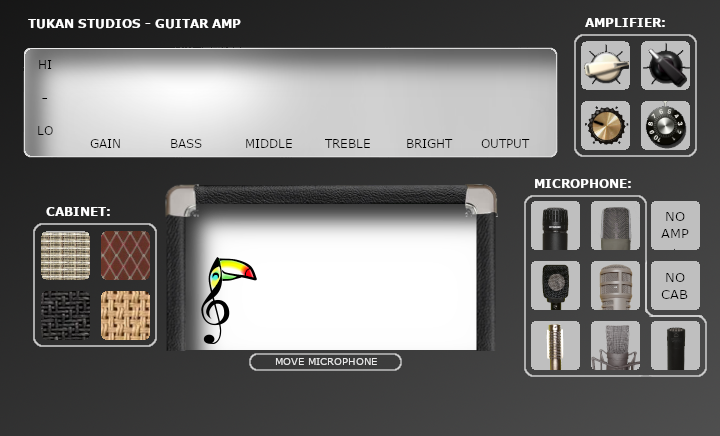 TUKAN STUDIOS - GUITAR AMP
AMPLIFIER:
HI
-
LO
GAIN BASS MIDDLE TREBLE BRIGHT OUTPUT
CABINET:
MICROPHONE:
NO
AMP
NO
CAB
MOVE MICROPHONE